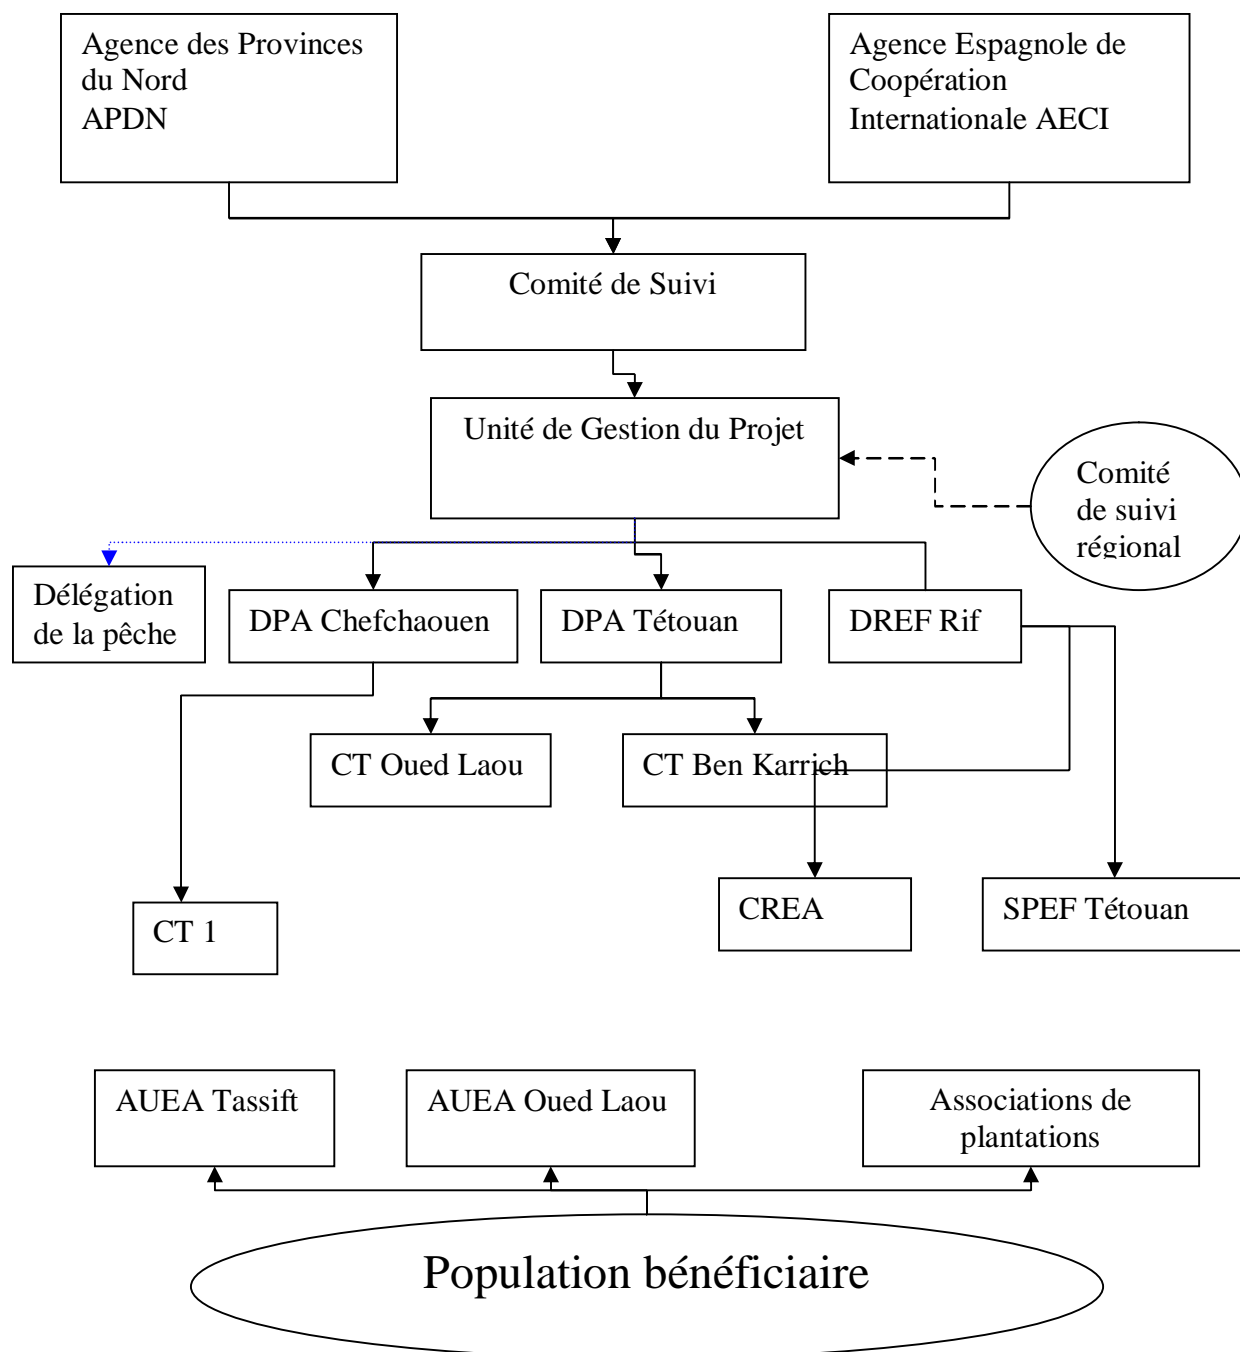 Agence des Provinces
du Nord
APDN
Agence Espagnole de
Coopération
Internationale AECI
Comité de Suivi
Unité de Gestion du Projet
Comité
de suivi
régional
Délégation
de la pêche
DPA Chefchaouen
DPA Tétouan
DREF Rif
CT Oued Laou
CT Ben Karrich
CREA
SPEF Tétouan
CT 1
AUEA Tassift
AUEA Oued Laou
Associations de
plantations
Population bénéficiaire